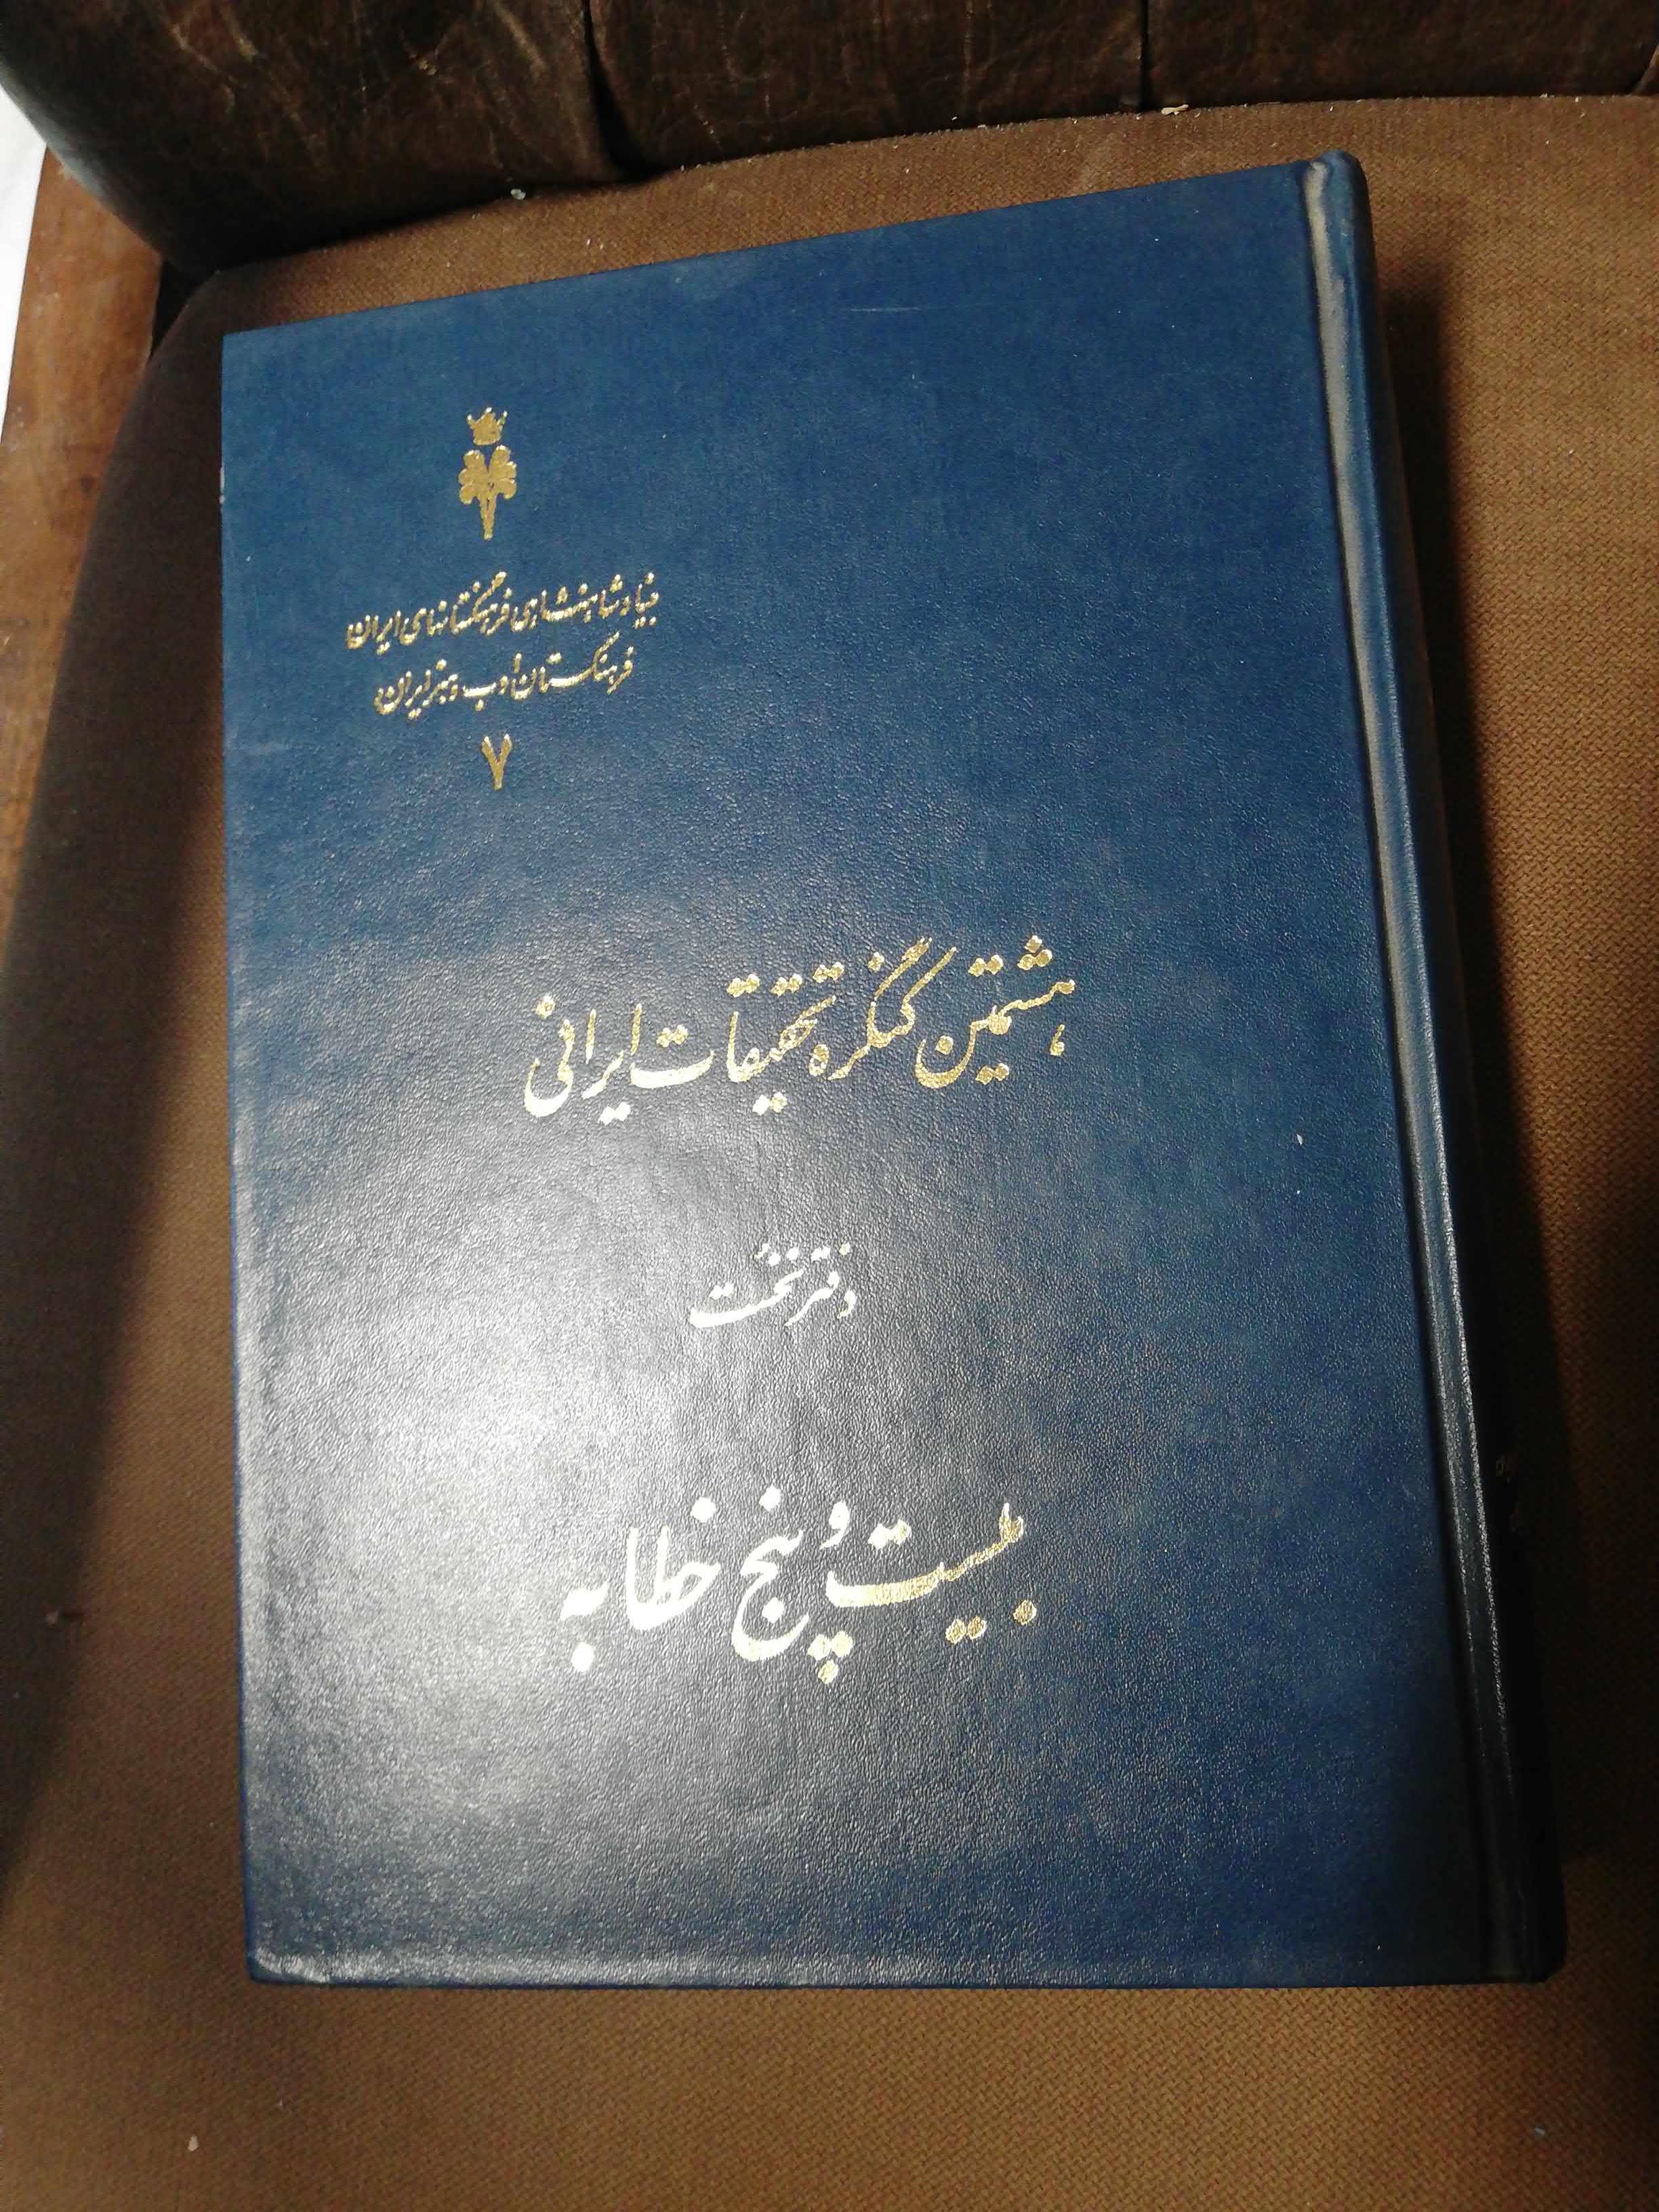 بنیاد شاهنشاهی فرهنگستانهای ایران
فرهنگستان ادب و هنر ایران
۷
هشتمین کنگره تحقیقات ایرانی
دفتر نخست
بیست و پنج خطابه